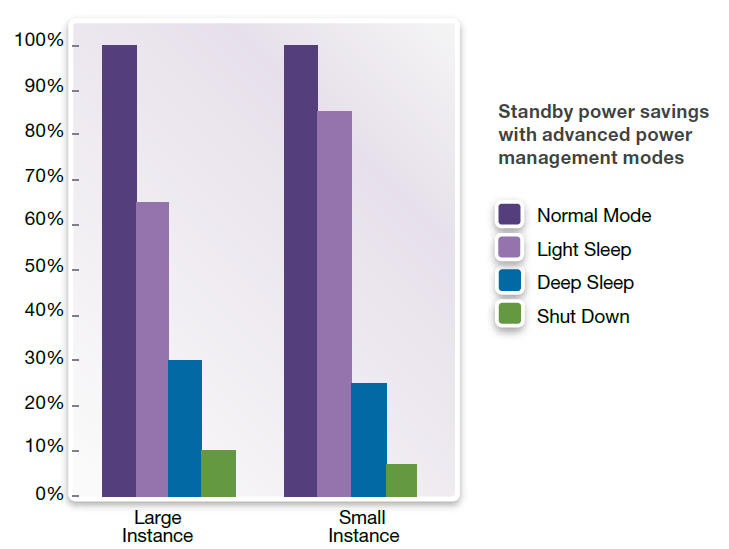 100%
90%
80%
70%
60%
50%
40%
30%
20%
10%
0%
Large
Instance
Small
Instance
Standby power savings
with advanced power
management modes
Normal Mode
Light Sleep
Deep Sleep
Shut Down